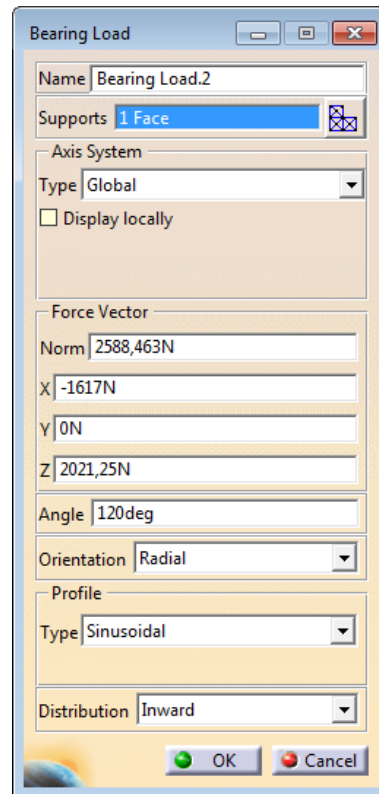 Bearing Load
Name Bearing Load.2
Supports 1 Face
Axis System
Type Global
Display locally
Force Vector
Norm 2588,463N
X -1617N
Y 0N
Z 2021,25N
Angle 120deg
Orientation Radial
Profile
Type Sinusoidal
Distribution Inward
OK Cancel